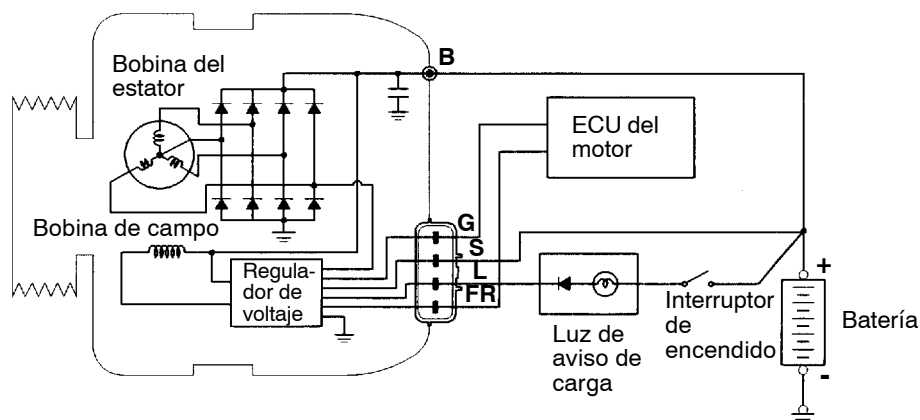 Bobina del
estator
B
ECU del
motor
Bobina de campo
G
S
L
FR
Regula-
dor de
voltaje
Luz de
aviso de
carga
Interruptor
de
encendido
+
-
Batería